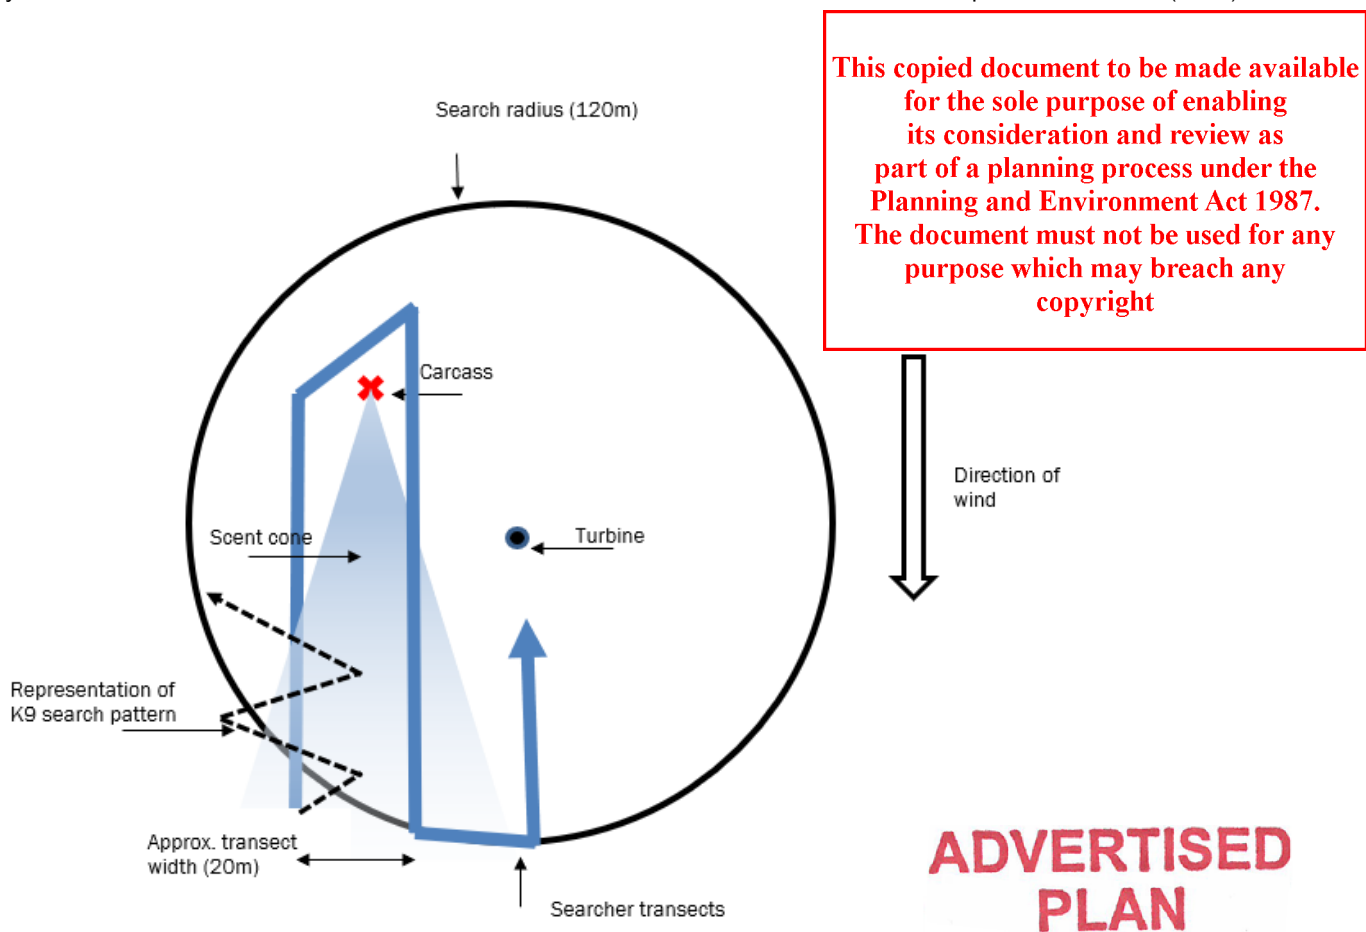 This copied document to be made available
for the sole purpose of enabling
its consideration and review as
part of a planning process under the
Planning and Environment Act 1987.
The document must not be used for any
purpose which may breach any
copyright
Search radius (120m)
Carcass
Direction of
wind
Scent cone
Turbine
Representation of
K9 search pattern
Approx. transect
width (20m)
Searcher transects
ADVERTISED
PLAN